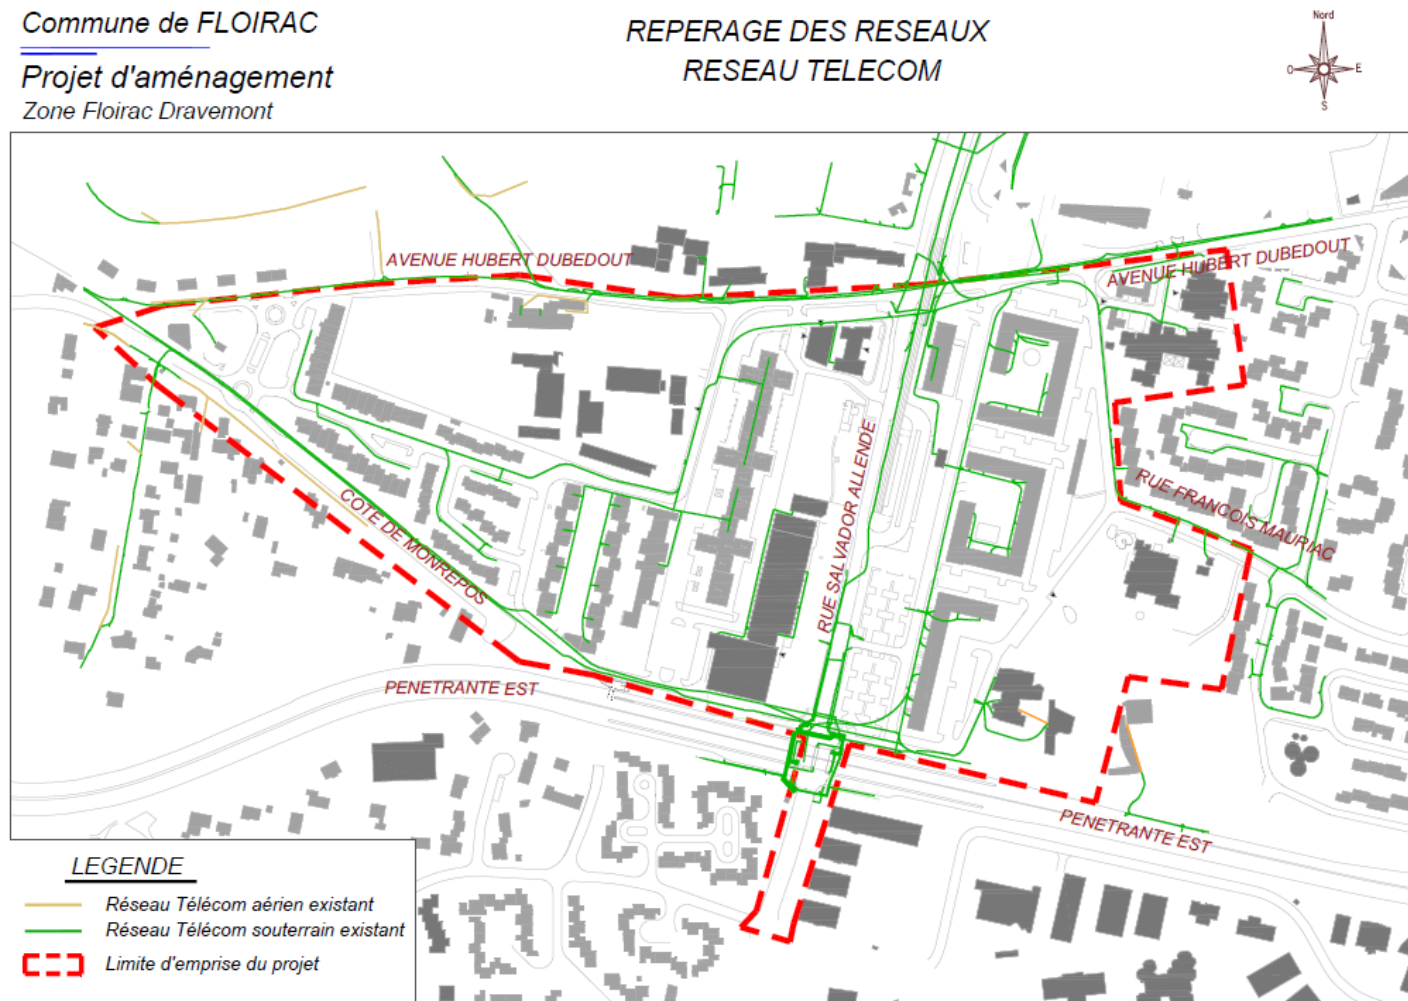 Commune de FLOIRAC
Projet d'aménagement
Zone Floirac Dravemont
REPERAGE DES RESEAUX
RESEAU TELECOM
Nord
O
E
S
AVENUE HUBERT DUBEDOUT
AVENUE HUBERT DUBEDOUT
RUE SALVADOR ALLENDE
RUE FRANCOIS MAURIAC
COTE DE MONREPOS
PENETRANTE EST
PENETRANTE EST
LEGENDE
Réseau Télécom aérien existant
Réseau Télécom souterrain existant
Limite d'emprise du projet